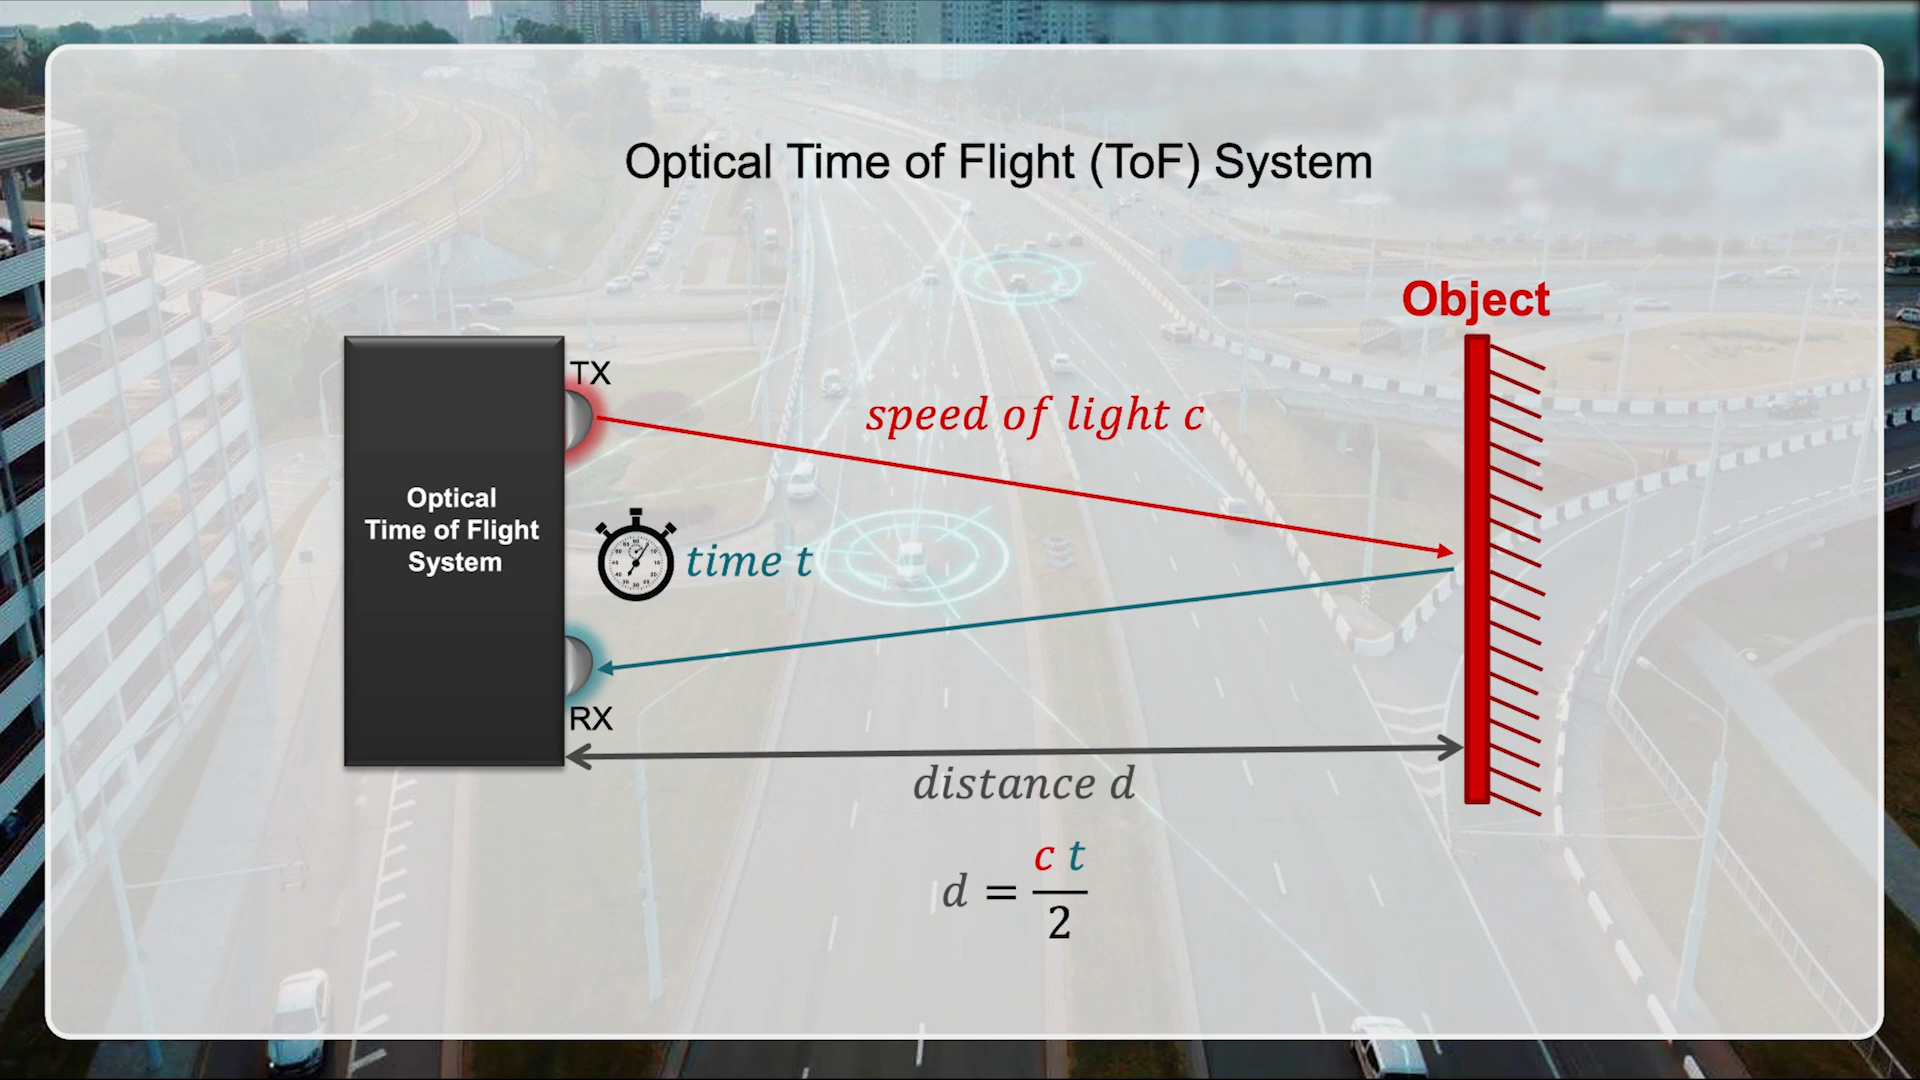 Optical Time of Flight (ToF) System
Object
TX
speed of light c
Optical
Time of Flight
System
time t
RX
distance d
d = c t / 2